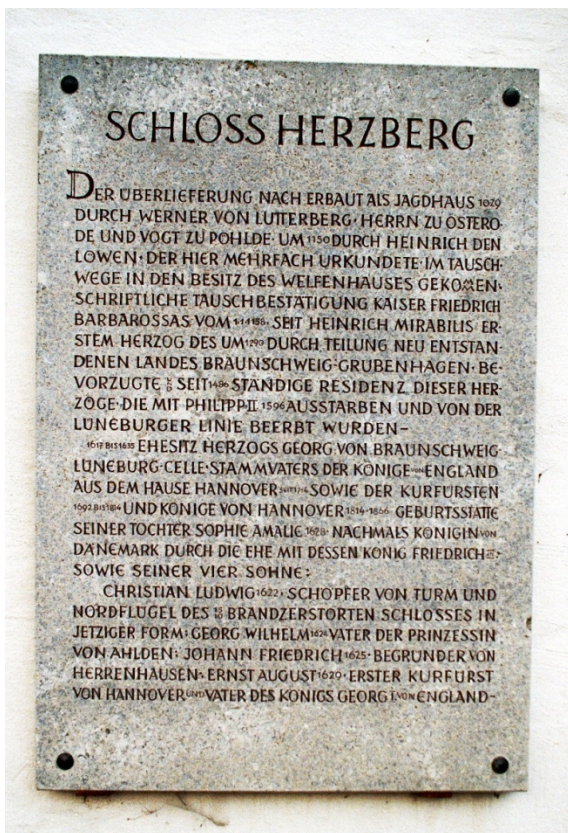 SCHLOSS HERZBERG
DER ÜBERLIEFERUNG NACH ERBAUT ALS JAGDHAUS 1029
DURCH WERNER VON LUTTERBERG · HERRN ZU OSTERO-
DE UND VOGT ZU PÖHLDE · UM 1150 DURCH HEINRICH DEN
LÖWEN · DER HIER MEHRFACH URKUNDETE · IM TAUSCH-
WEGE IN DEN BESITZ DES WELFENHAUSES GEKOMMEN ·
SCHRIFTLICHE TAUSCHBESTÄTIGUNG KAISER FRIEDRICH
BARBAROSSAS VOM · SEIT HEINRICH MIRABILIS ER-
STEM HERZOG DES UM 1290 DURCH TEILUNG NEU ENTSTAN-
DENEN LANDES BRAUNSCHWEIG-GRUBENHAGEN · BE-
VORZUGTE SEIT 1486 STÄNDIGE RESIDENZ DIESER HER-
ZÖGE · DIE MIT PHILIPP II 1596 AUSSTARBEN UND VON DER
LÜNEBURGER LINIE BEERBT WURDEN –
1617 BIS 1635 EHESITZ HERZOGS GEORG VON BRAUNSCHWEIG-
LÜNEBURG-CELLE · STAMMVATERS DER KÖNIGE VON ENGLAND
AUS DEM HAUSE HANNOVER SEIT 1714 SOWIE DER KURFÜRSTEN
1692 BIS 1814 UND KÖNIGE VON HANNOVER 1814-1866 · GEBURTSSTÄTTE
SEINER TOCHTER SOPHIE AMALIE 1628 · NACHMALS KÖNIGIN VON
DÄNEMARK DURCH DIE EHE MIT DESSEN KÖNIG FRIEDRICH ·
SOWIE SEINER VIER SÖHNE :
CHRISTIAN LUDWIG 1622 · SCHÖPFER VON TURM UND
NORDFLÜGEL DES BRANDZERSTÖRTEN SCHLOSSES IN
JETZIGER FORM : GEORG WILHELM 1624 VATER DER PRINZESSIN
VON AHLDEN : JOHANN FRIEDRICH 1625 · BEGRÜNDER VON
HERRENHAUSEN : ERNST AUGUST 1629 · ERSTER KURFÜRST
VON HANNOVER UND VATER DES KÖNIGS GEORG I. VON ENGLAND –